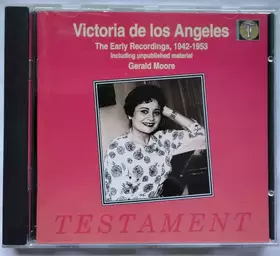 Victoria de los Angeles
The Early Recordings, 1942-1953
Including unpublished material
Gerald Moore
TESTAMENT